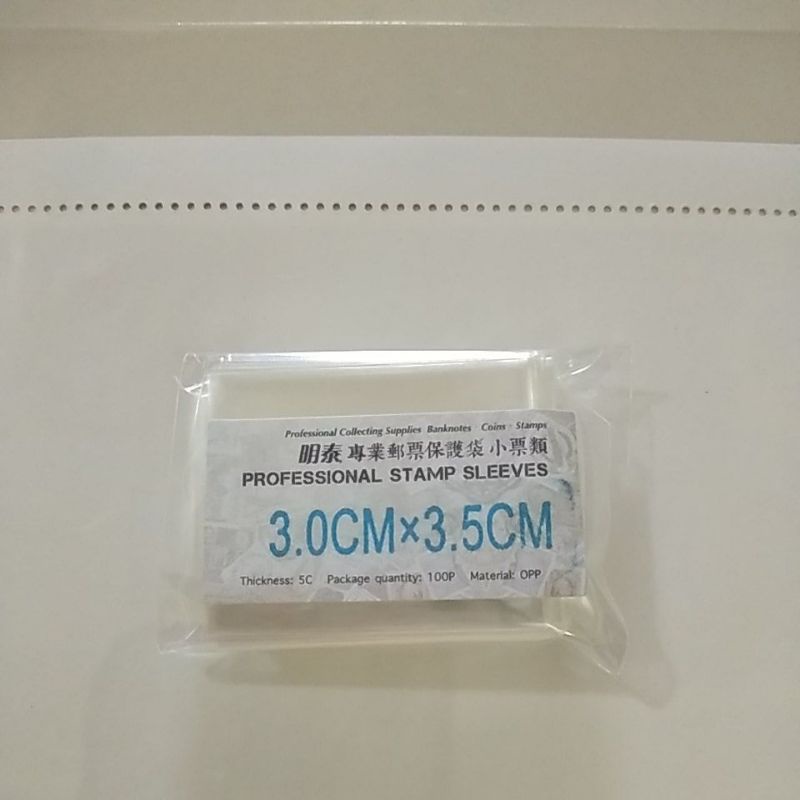 Professional Collecting Supplies Banknotes · Coins · Stamps
明泰 專業郵票保護袋 小票類
PROFESSIONAL STAMP SLEEVES
3.0CM×3.5CM
Thickness: 5C Package quantity: 100P Material: OPP